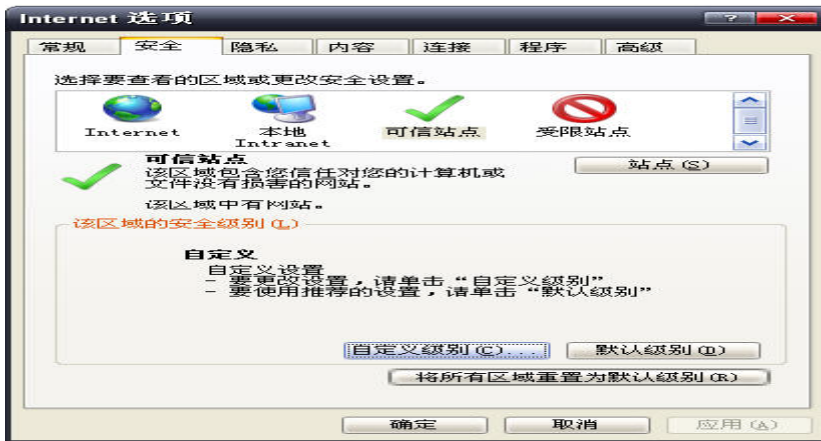 Internet 选项
常规 安全 隐私 内容 连接 程序 高级
选择要查看的区域或更改安全设置。
Internet
本地
Intranet
可信站点
受限站点
可信站点
站点(S)
该区域包含您信任对您的计算机或
文件没有损害的网站。
该区域中有网站。
该区域的安全级别(L)
自定义
自定义设置
- 要更改设置，请单击“自定义级别”
- 要使用推荐的设置，请单击“默认级别”
自定义级别(C)... 默认级别(D)
将所有区域重置为默认级别(R)
确定 取消 应用(A)